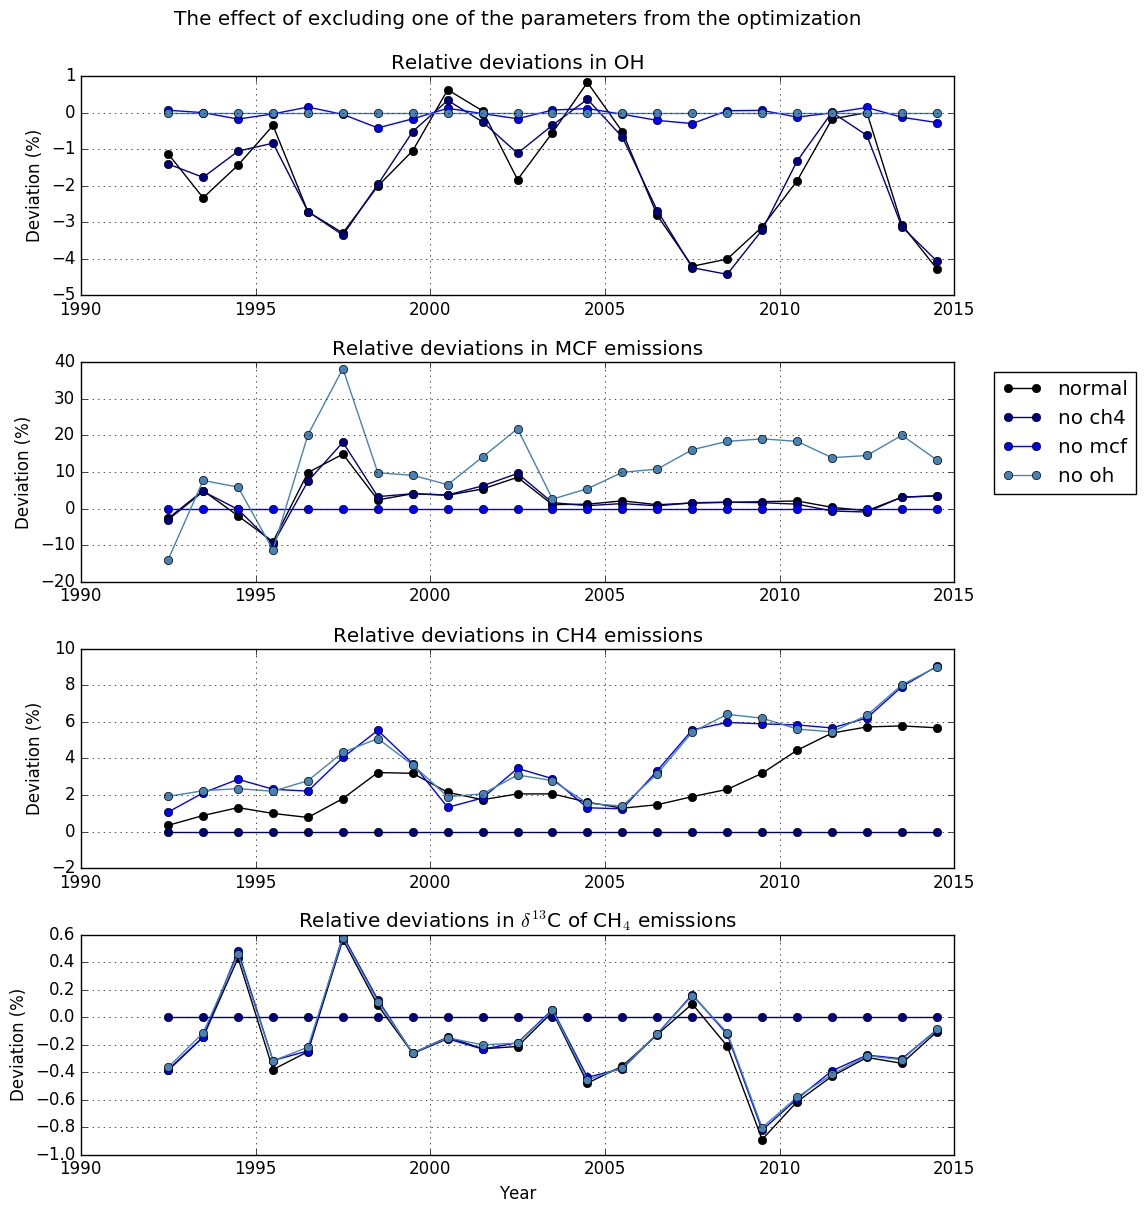 The effect of excluding one of the parameters from the optimization
Relative deviations in OH
Deviation (%)
1
0
−1
−2
−3
−4
−5
1990 1995 2000 2005 2010 2015
Relative deviations in MCF emissions
Deviation (%)
40
30
20
10
0
−10
−20
1990 1995 2000 2005 2010 2015
normal
no ch4
no mcf
no oh
Relative deviations in CH4 emissions
Deviation (%)
10
8
6
4
2
0
−2
1990 1995 2000 2005 2010 2015
Relative deviations in δ¹³C of CH₄ emissions
Deviation (%)
0.6
0.4
0.2
0.0
−0.2
−0.4
−0.6
−0.8
−1.0
1990 1995 2000 2005 2010 2015
Year